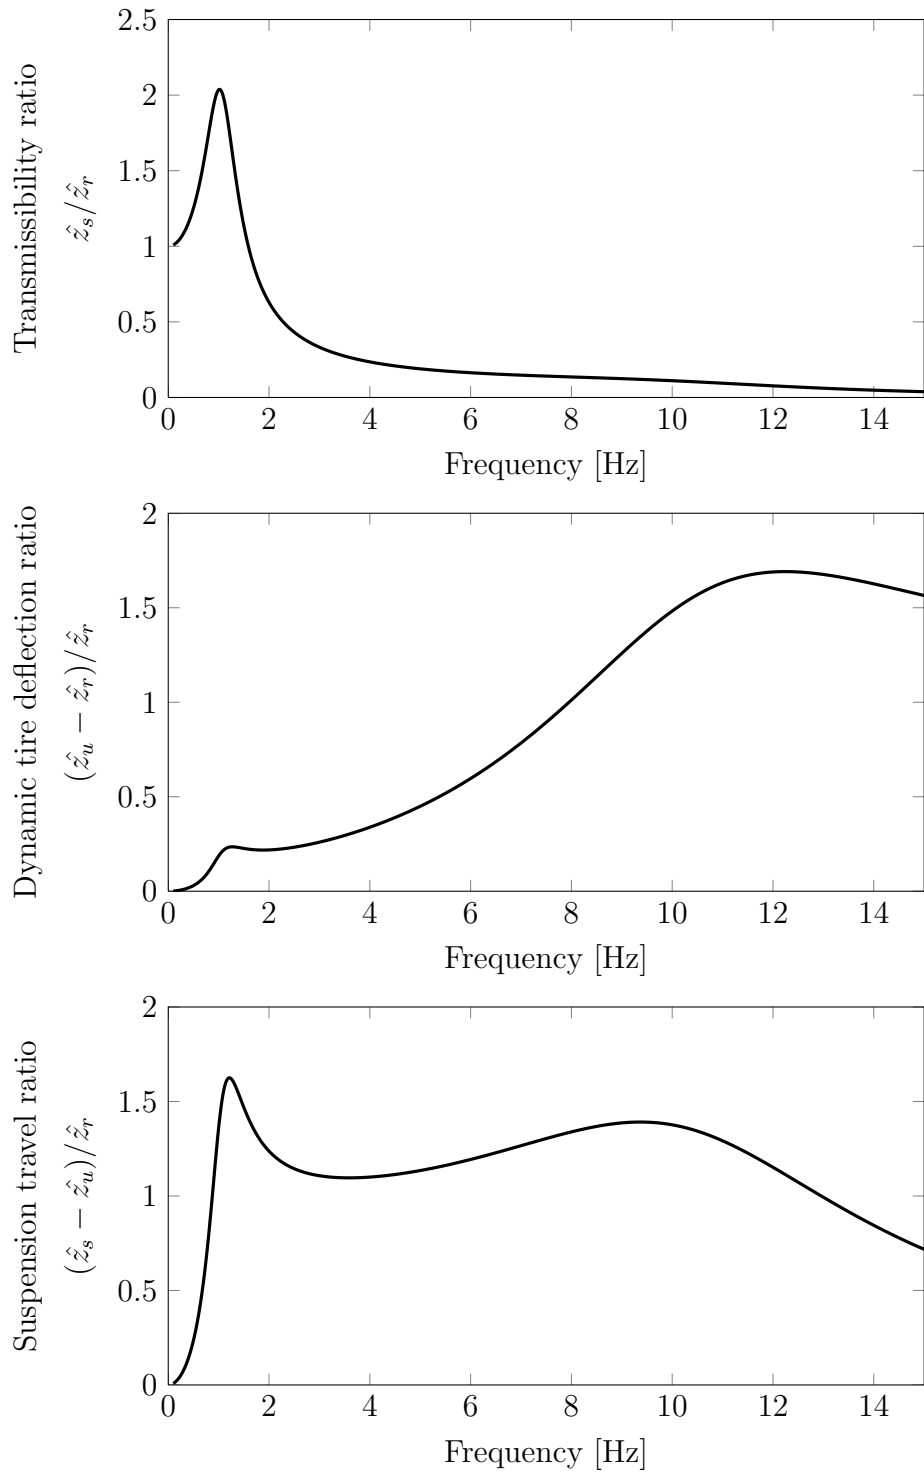 Transmissibility ratio
ẑ_s/ẑ_r
2.5
2
1.5
1
0.5
0
0 2 4 6 8 10 12 14
Frequency [Hz]
Dynamic tire deflection ratio
(ẑ_u − ẑ_r)/ẑ_r
2
1.5
1
0.5
0
0 2 4 6 8 10 12 14
Frequency [Hz]
Suspension travel ratio
(ẑ_s − ẑ_u)/ẑ_r
2
1.5
1
0.5
0
0 2 4 6 8 10 12 14
Frequency [Hz]